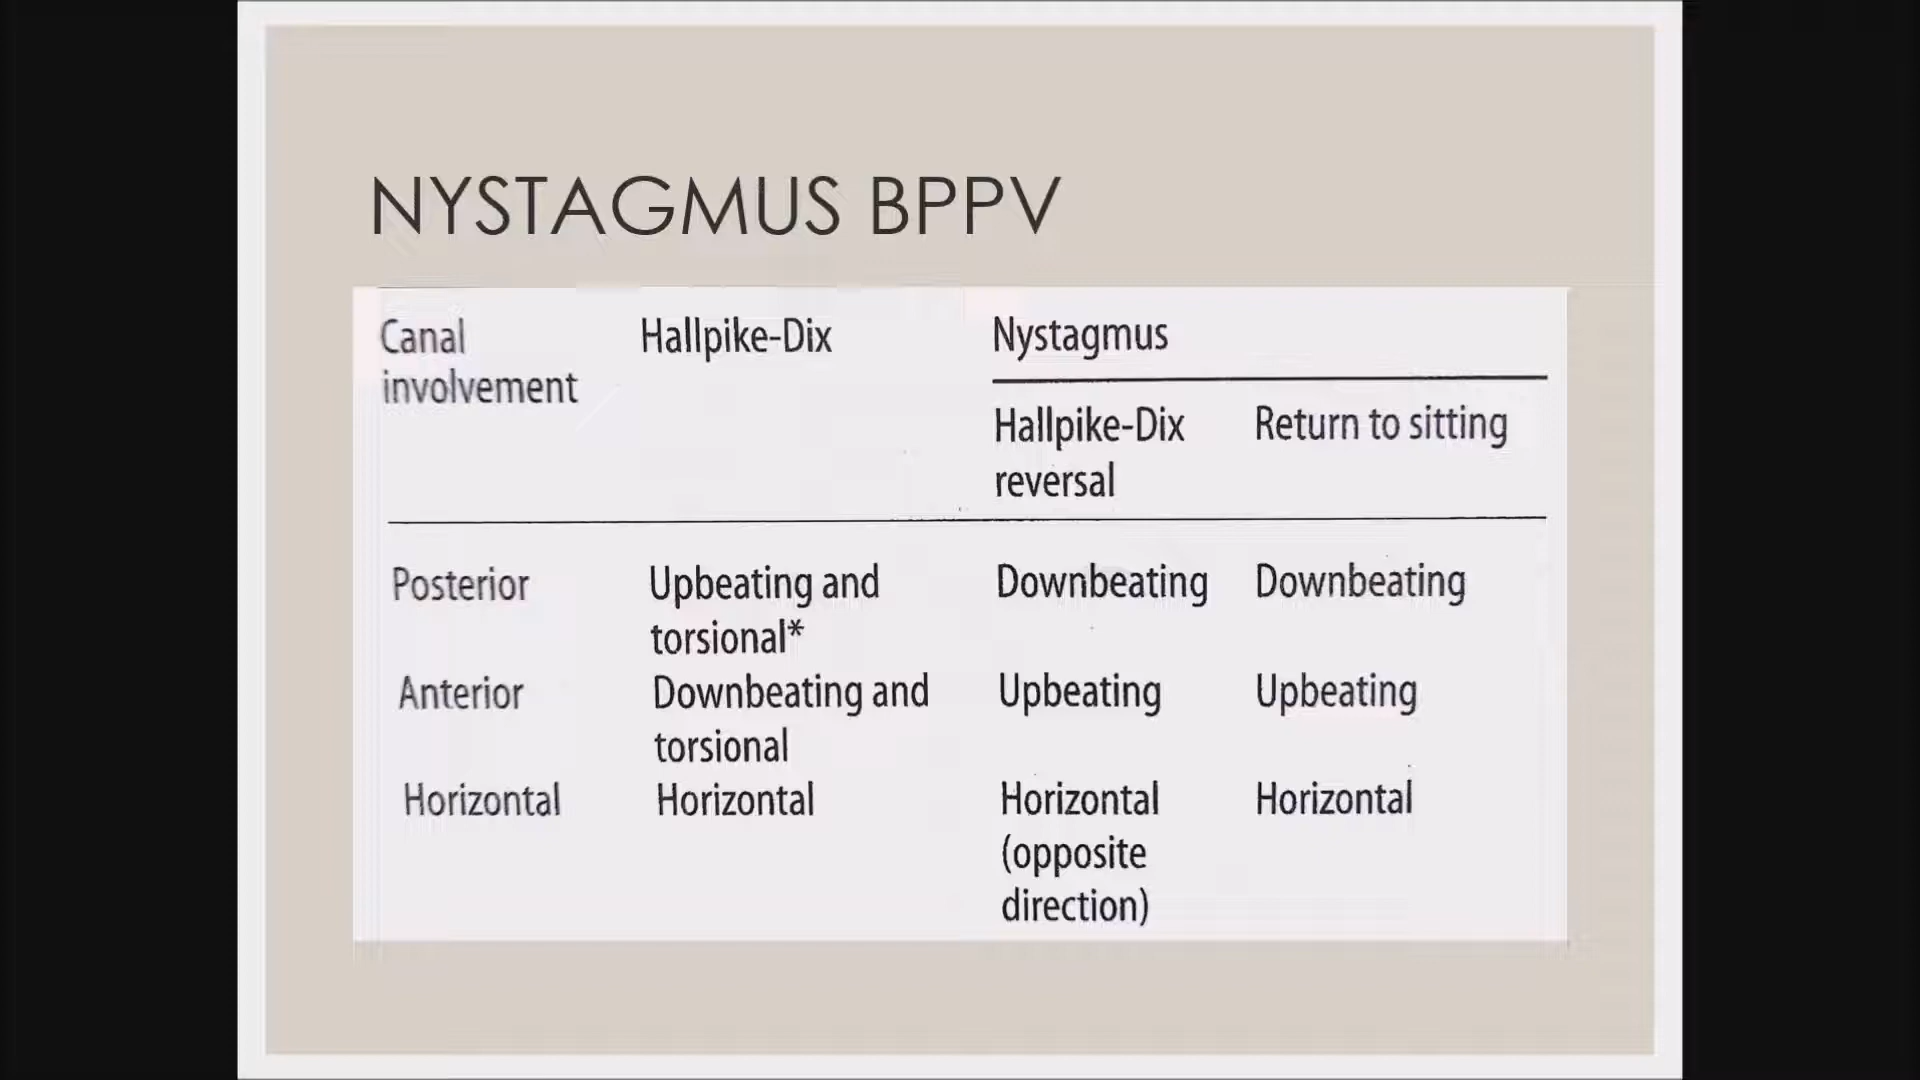 NYSTAGMUS BPPV
Canal involvement Hallpike-Dix Nystagmus
Hallpike-Dix reversal Return to sitting
Posterior Upbeating and torsional* Downbeating Downbeating
Anterior Downbeating and torsional Upbeating Upbeating
Horizontal Horizontal Horizontal (opposite direction) Horizontal